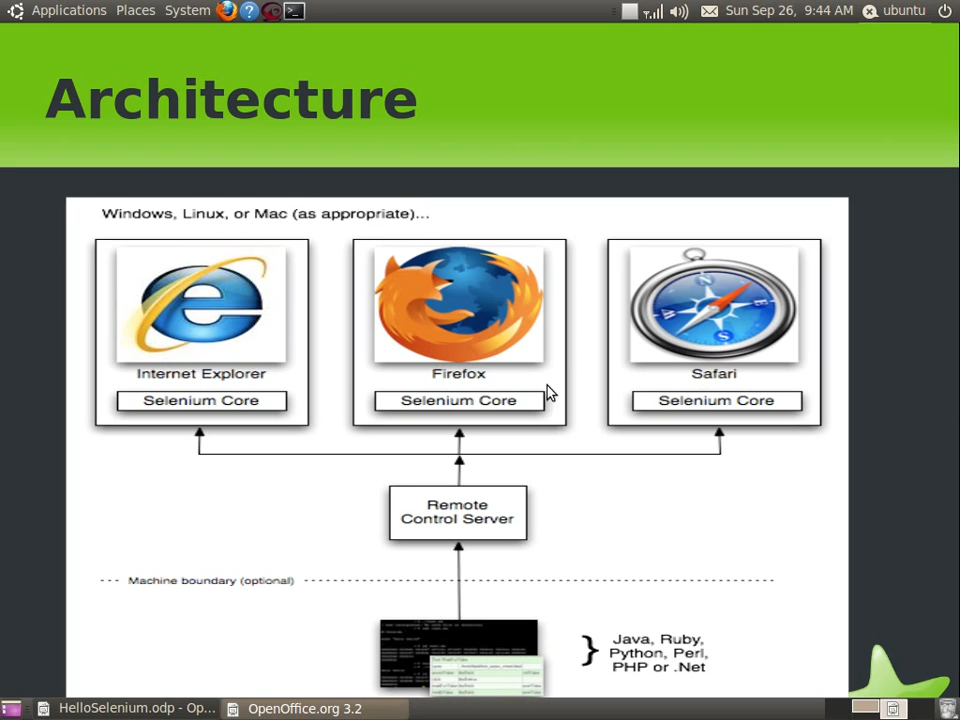 Applications Places System
Sun Sep 26, 9:44 AM ubuntu
Architecture
Windows, Linux, or Mac (as appropriate)...
Internet Explorer
Firefox
Safari
Selenium Core
Selenium Core
Selenium Core
Remote
Control Server
Machine boundary (optional)
Java, Ruby,
Python, Perl,
PHP or .Net
HelloSelenium.odp - Op...
OpenOffice.org 3.2